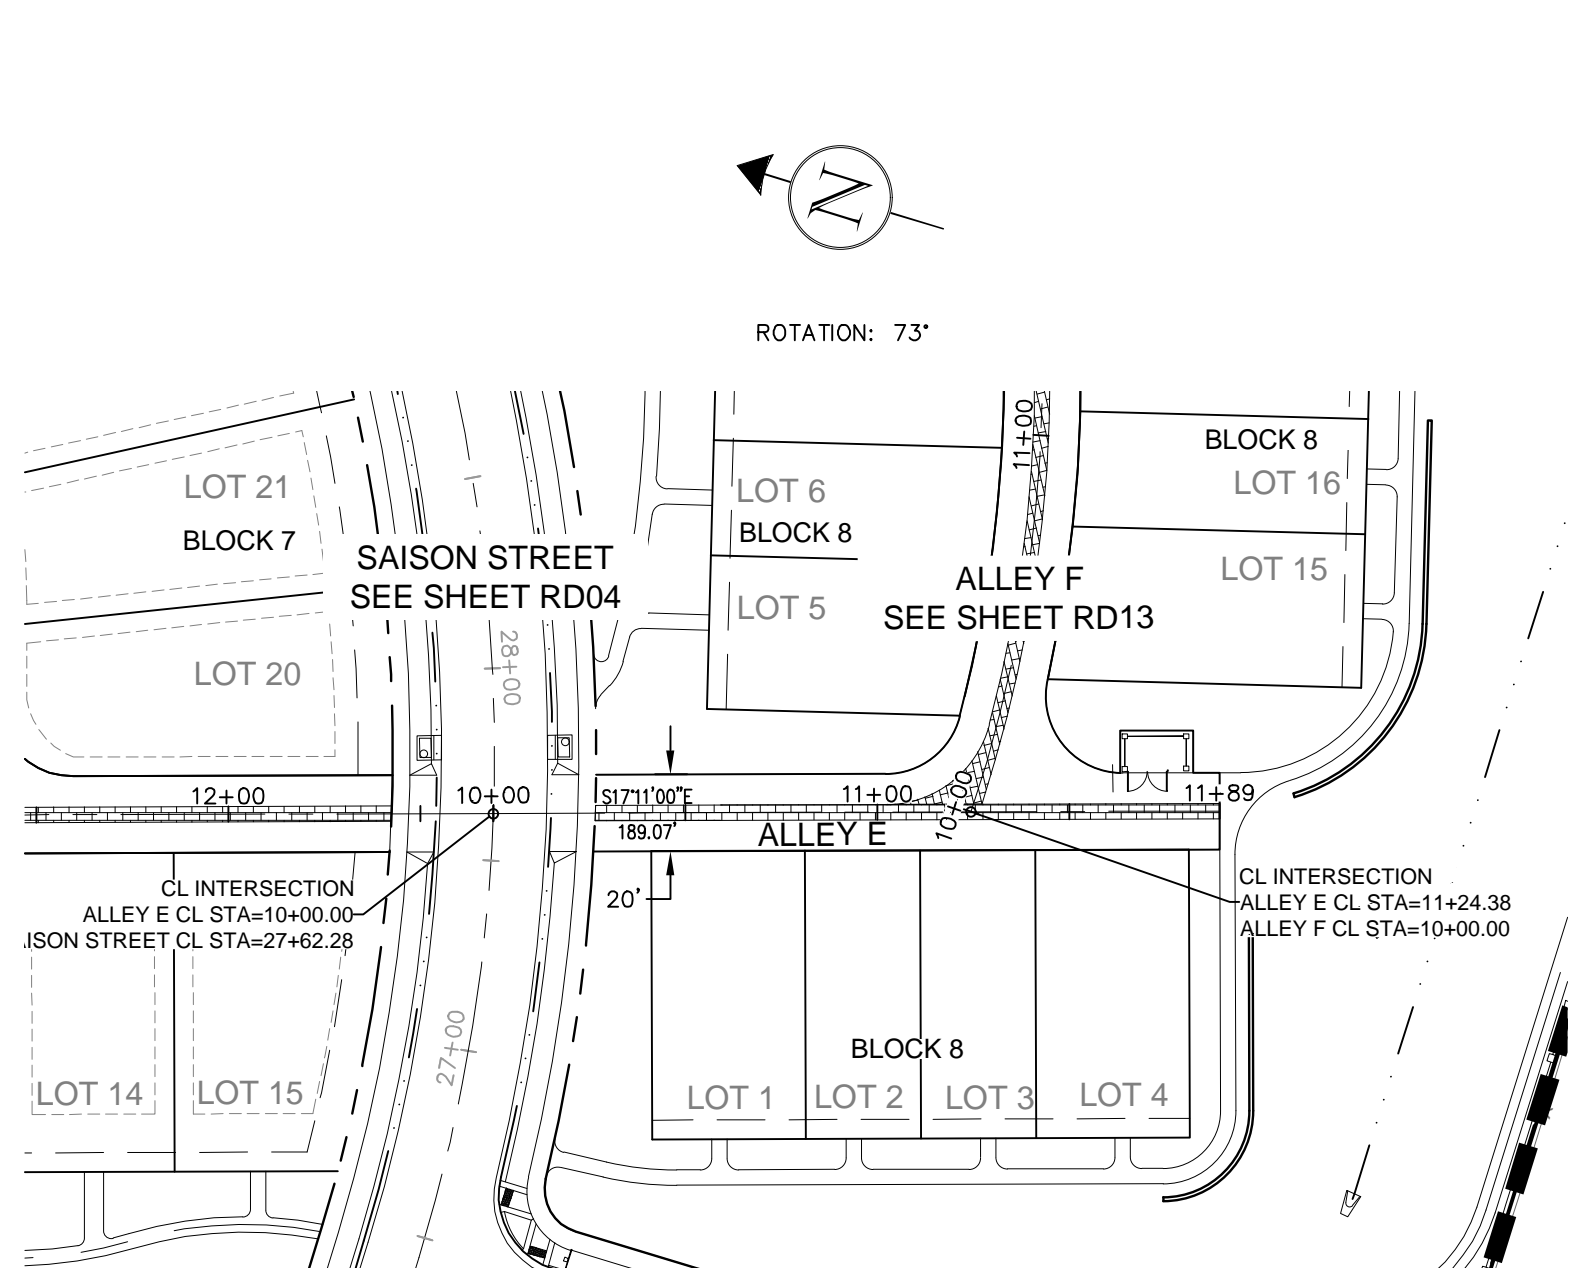 N
ROTATION: 73°
11+00
BLOCK 8
LOT 16
LOT 21
LOT 6
BLOCK 8
BLOCK 7
SAISON STREET
SEE SHEET RD04
ALLEY F
SEE SHEET RD13
LOT 15
LOT 5
28+00
LOT 20
12+00
10+00
S17°11'00"E
189.07'
11+00
10+00
11+89
ALLEY E
20'
CL INTERSECTION
ALLEY E CL STA=10+00.00
AISON STREET CL STA=27+62.28
CL INTERSECTION
ALLEY E CL STA=11+24.38
ALLEY F CL STA=10+00.00
27+00
BLOCK 8
LOT 14
LOT 15
LOT 1
LOT 2
LOT 3
LOT 4